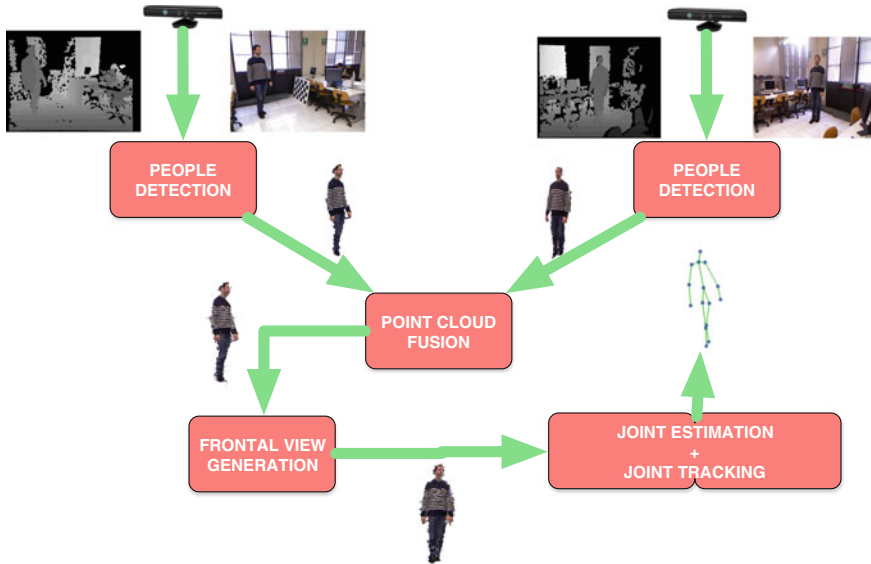 PEOPLE
DETECTION
PEOPLE
DETECTION
POINT CLOUD
FUSION
FRONTAL VIEW
GENERATION
JOINT ESTIMATION
+
JOINT TRACKING